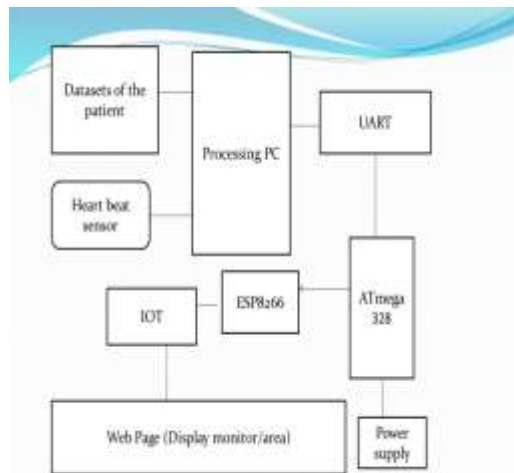 Datasets of the
patient
Processing PC
UART
Heart beat
sensor
ATmega
328
ESP8266
IOT
Web Page (Display monitor/area)
Power
supply